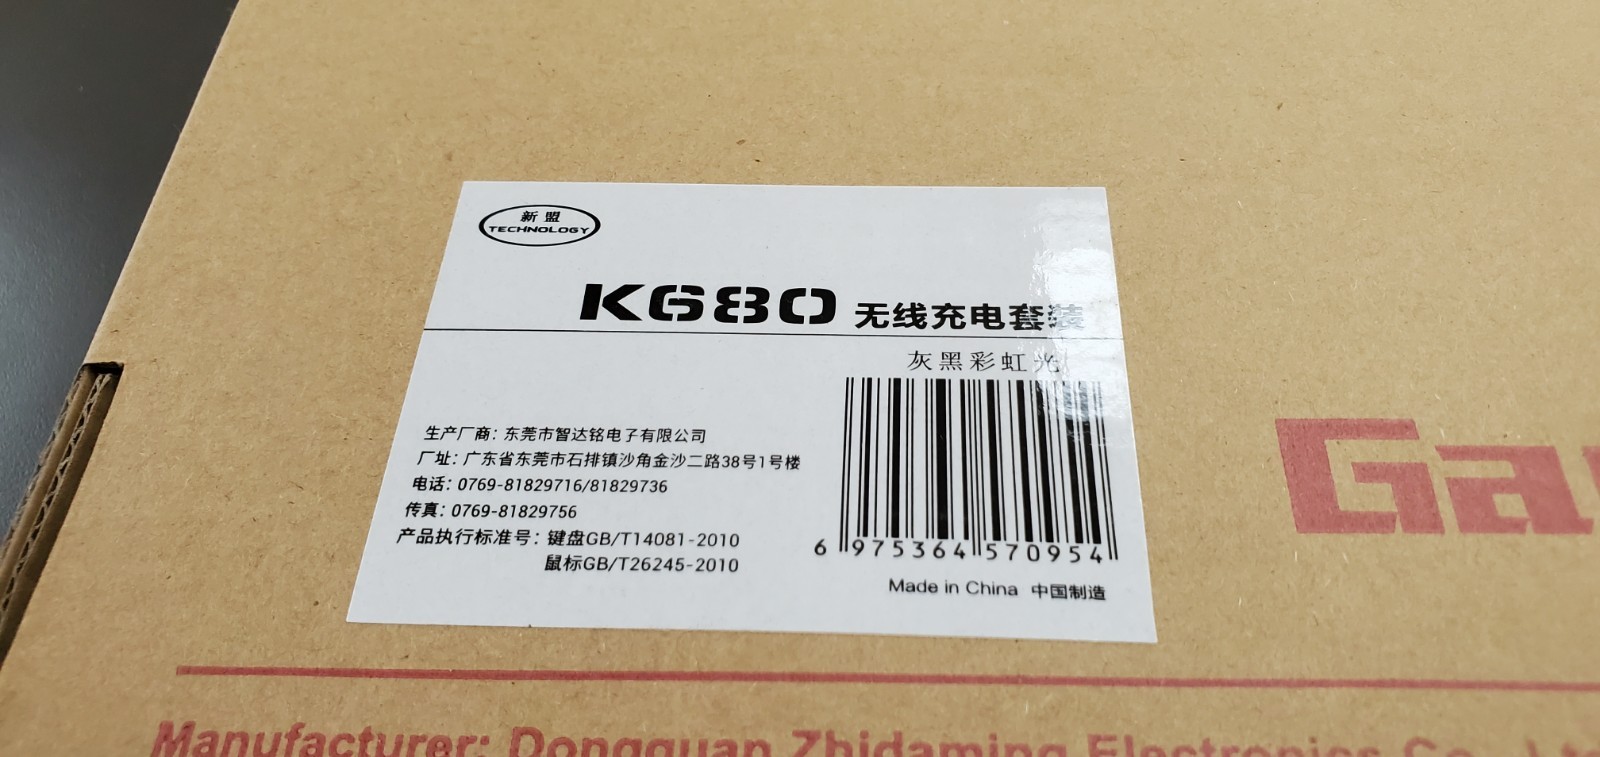 新盟
TECHNOLOGY
K680 无线充电套装
灰黑彩虹光
生产厂商：东莞市智达铭电子有限公司
厂址：广东省东莞市石排镇沙角金沙二路38号1号楼
电话：0769-81829716/81829736
传真：0769-81829756
产品执行标准号：键盘GB/T14081-2010
鼠标GB/T26245-2010
6 975364 570954
Made in China 中国制造
Manufacturer: Dongguan Zhidaming Electronics Co., Ltd